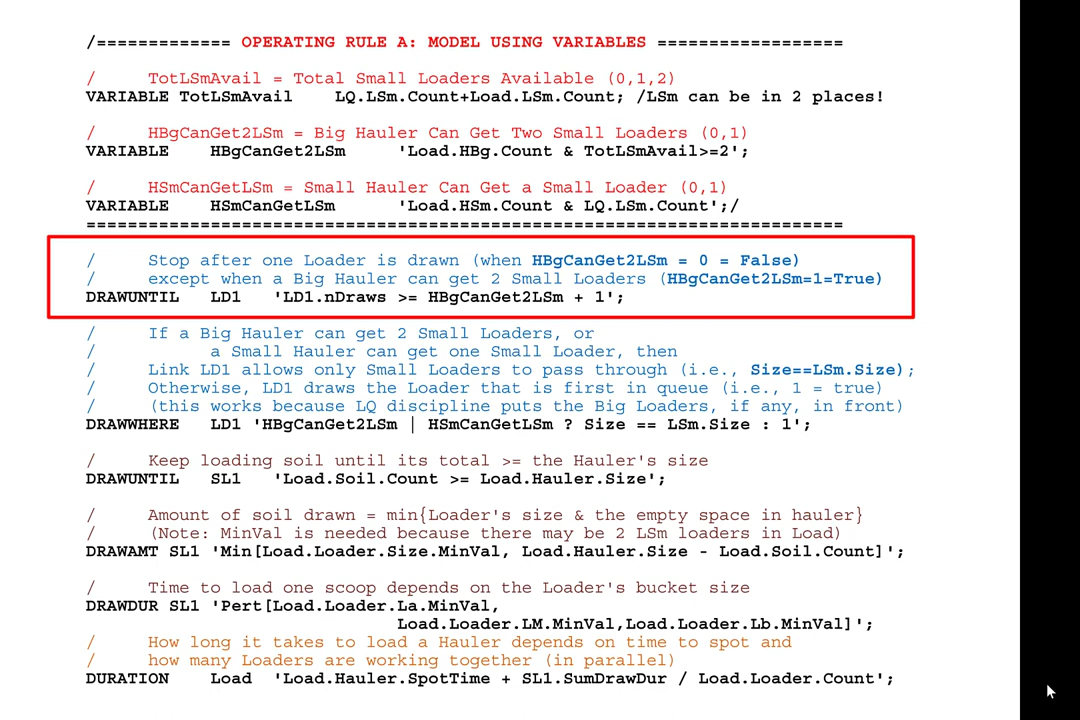 /============= OPERATING RULE A: MODEL USING VARIABLES ==================
/ TotLSmAvail = Total Small Loaders Available (0,1,2)
VARIABLE TotLSmAvail LQ.LSm.Count+Load.LSm.Count; /LSm can be in 2 places!
/ HBgCanGet2LSm = Big Hauler Can Get Two Small Loaders (0,1)
VARIABLE HBgCanGet2LSm 'Load.HBg.Count & TotLSmAvail>=2';
/ HSmCanGetLSm = Small Hauler Can Get a Small Loader (0,1)
VARIABLE HSmCanGetLSm 'Load.HSm.Count & LQ.LSm.Count';/
=========================================================================
/ Stop after one Loader is drawn (when HBgCanGet2LSm = 0 = False)
/ except when a Big Hauler can get 2 Small Loaders (HBgCanGet2LSm=1=True)
DRAWUNTIL LD1 'LD1.nDraws >= HBgCanGet2LSm + 1';
/ If a Big Hauler can get 2 Small Loaders, or
/ a Small Hauler can get one Small Loader, then
/ Link LD1 allows only Small Loaders to pass through (i.e., Size==LSm.Size);
/ Otherwise, LD1 draws the Loader that is first in queue (i.e., 1 = true)
/ (this works because LQ discipline puts the Big Loaders, if any, in front)
DRAWWHERE LD1 'HBgCanGet2LSm | HSmCanGetLSm ? Size == LSm.Size : 1';
/ Keep loading soil until its total >= the Hauler's size
DRAWUNTIL SL1 'Load.Soil.Count >= Load.Hauler.Size';
/ Amount of soil drawn = min{Loader's size & the empty space in hauler}
/ (Note: MinVal is needed because there may be 2 LSm loaders in Load)
DRAWAMT SL1 'Min[Load.Loader.Size.MinVal, Load.Hauler.Size - Load.Soil.Count]';
/ Time to load one scoop depends on the Loader's bucket size
DRAWDUR SL1 'Pert[Load.Loader.La.MinVal,
Load.Loader.LM.MinVal,Load.Loader.Lb.MinVal]';
/ How long it takes to load a Hauler depends on time to spot and
/ how many Loaders are working together (in parallel)
DURATION Load 'Load.Hauler.SpotTime + SL1.SumDrawDur / Load.Loader.Count';